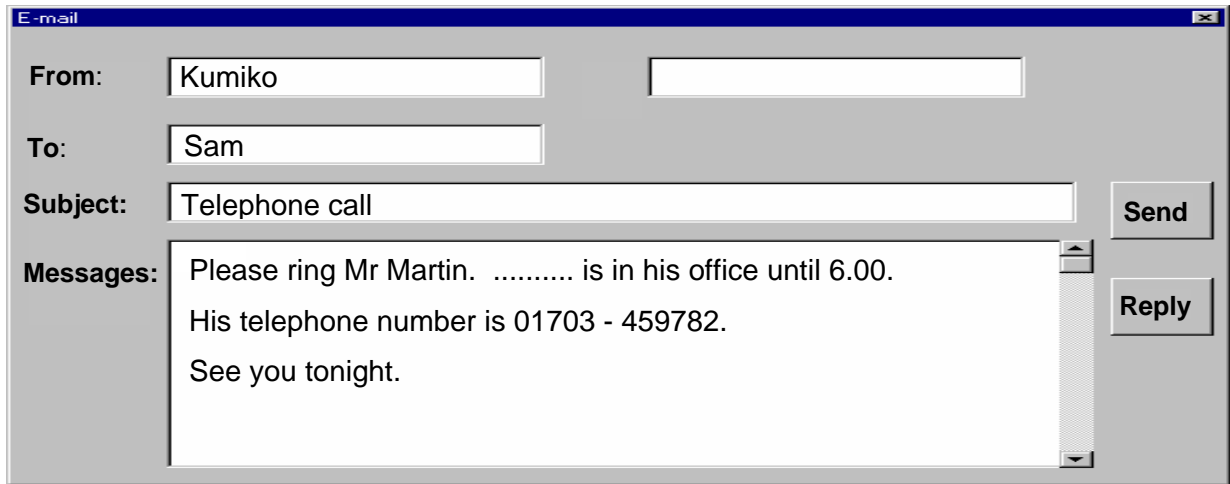 E-mail
From: Kumiko
To: Sam
Subject: Telephone call
Send
Messages: Please ring Mr Martin. .......... is in his office until 6.00.
His telephone number is 01703 - 459782.
Reply
See you tonight.